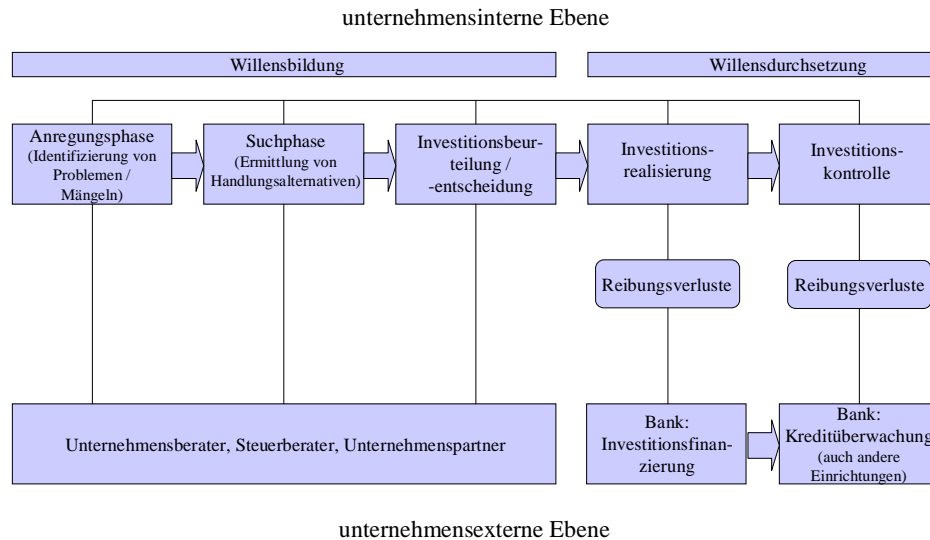 unternehmensinterne Ebene
Willensbildung
Willensdurchsetzung
Anregungsphase
(Identifizierung von
Problemen /
Mängeln)
Suchphase
(Ermittlung von
Handlungsalternativen)
Investitionsbeur-
teilung /
-entscheidung
Investitions-
realisierung
Investitions-
kontrolle
Reibungsverluste
Reibungsverluste
Unternehmensberater, Steuerberater, Unternehmenspartner
Bank:
Investitionsfinan-
zierung
Bank:
Kreditüberwachung
(auch andere
Einrichtungen)
unternehmensexterne Ebene